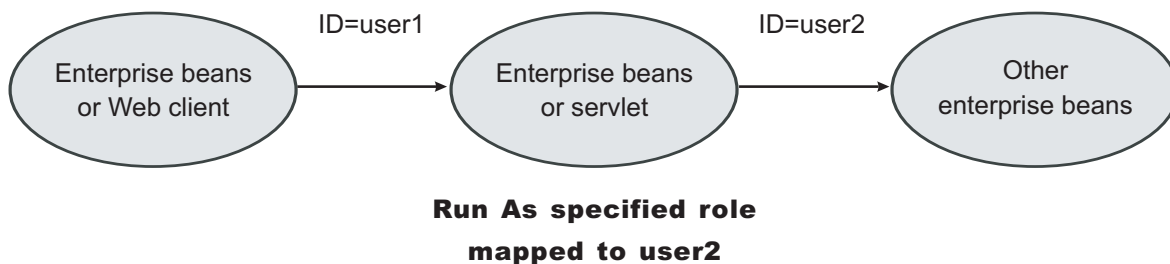 ID=user1
ID=user2
Enterprise beans
or Web client
Enterprise beans
or servlet
Other
enterprise beans
Run As specified role
mapped to user2